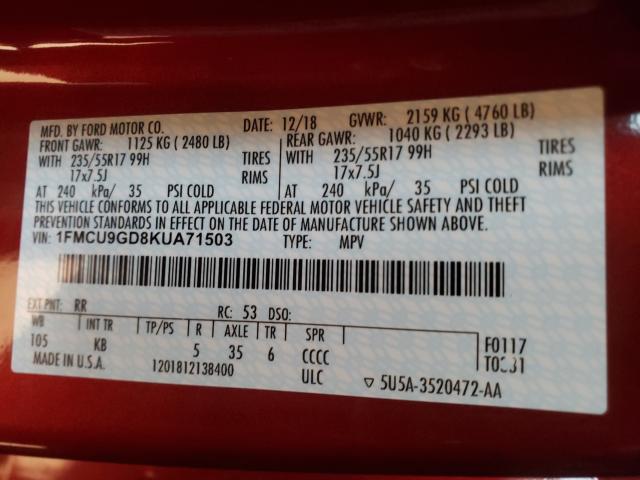 MFD. BY FORD MOTOR CO. DATE: 12/18 GVWR: 2159 KG ( 4760 LB)
FRONT GAWR: 1125 KG ( 2480 LB) REAR GAWR: 1040 KG ( 2293 LB)
WITH 235/55R17 99H TIRES WITH 235/55R17 99H TIRES
17x7.5J RIMS 17x7.5J RIMS
AT 240 kPa/ 35 PSI COLD AT 240 kPa/ 35 PSI COLD
THIS VEHICLE CONFORMS TO ALL APPLICABLE FEDERAL MOTOR VEHICLE SAFETY AND THEFT
PREVENTION STANDARDS IN EFFECT ON THE DATE OF MANUFACTURE SHOWN ABOVE.
VIN: 1FMCU9GD8KUA71503 TYPE: MPV
EXT PNT: RR RC: 53 DSO:
WB INT TR TP/PS R AXLE TR SPR
105 KB 5 35 6 CCCC F0117
MADE IN U.S.A. 1201812138400 ULC
▽ 5U5A-3520472-AA